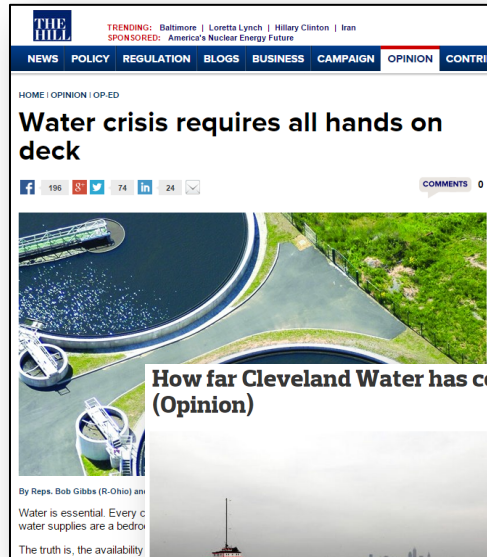 THE
HILL
TRENDING: Baltimore | Loretta Lynch | Hillary Clinton | Iran
SPONSORED: America's Nuclear Energy Future
NEWS POLICY REGULATION BLOGS BUSINESS CAMPAIGN OPINION CONTRI
HOME | OPINION | OP-ED
Water crisis requires all hands on
deck
196 74 24
COMMENTS 0
How far Cleveland Water has c
(Opinion)
By Reps. Bob Gibbs (R-Ohio) an
Water is essential. Every c
water supplies are a bedro
The truth is, the availability